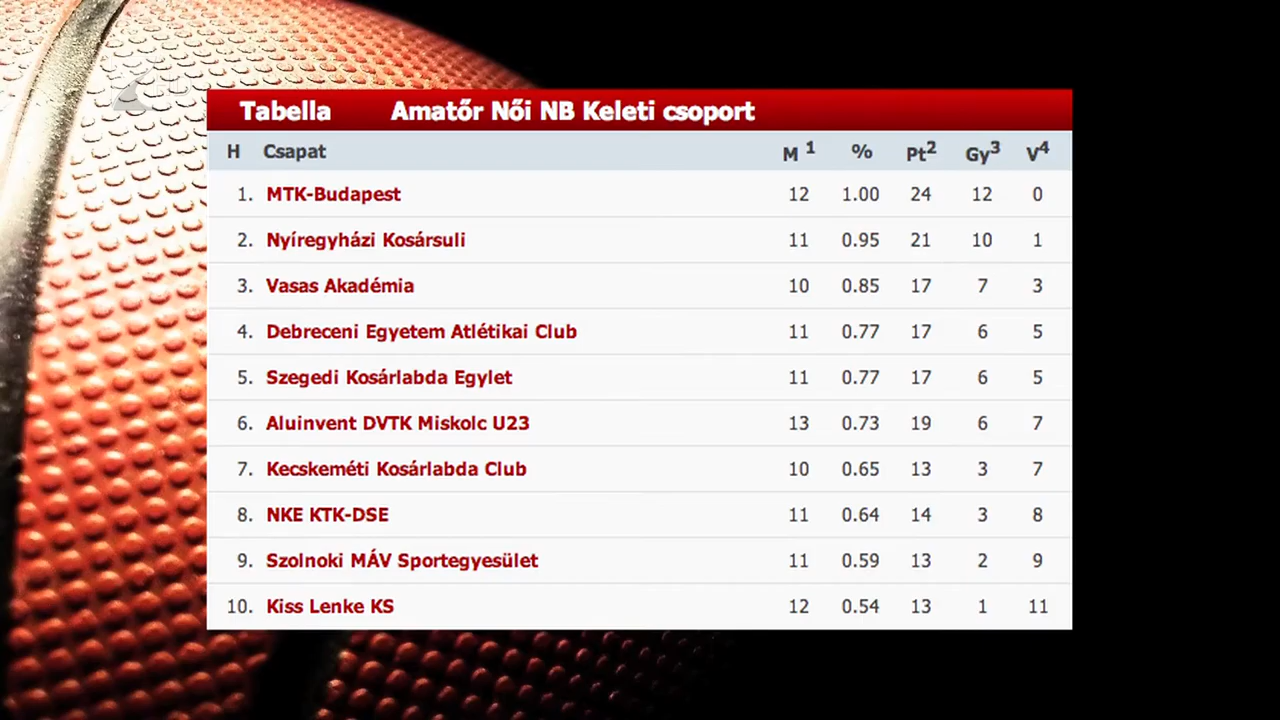 Tabella Amatőr Női NB Keleti csoport
H Csapat M 1 % Pt2 Gy3 V4
1. MTK-Budapest 12 1.00 24 12 0
2. Nyíregyházi Kosársuli 11 0.95 21 10 1
3. Vasas Akadémia 10 0.85 17 7 3
4. Debreceni Egyetem Atlétikai Club 11 0.77 17 6 5
5. Szegedi Kosárlabda Egylet 11 0.77 17 6 5
6. Aluinvent DVTK Miskolc U23 13 0.73 19 6 7
7. Kecskeméti Kosárlabda Club 10 0.65 13 3 7
8. NKE KTK-DSE 11 0.64 14 3 8
9. Szolnoki MÁV Sportegyesület 11 0.59 13 2 9
10. Kiss Lenke KS 12 0.54 13 1 11